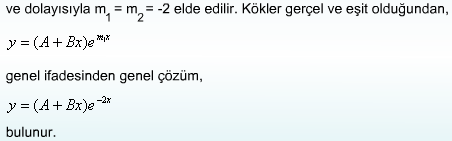 ve dolayısıyla m₁ = m₂ = -2 elde edilir. Kökler gerçel ve eşit olduğundan,
y = (A + Bx)e^{m₁x}
genel ifadesinden genel çözüm,
y = (A + Bx)e^{-2x}
bulunur.